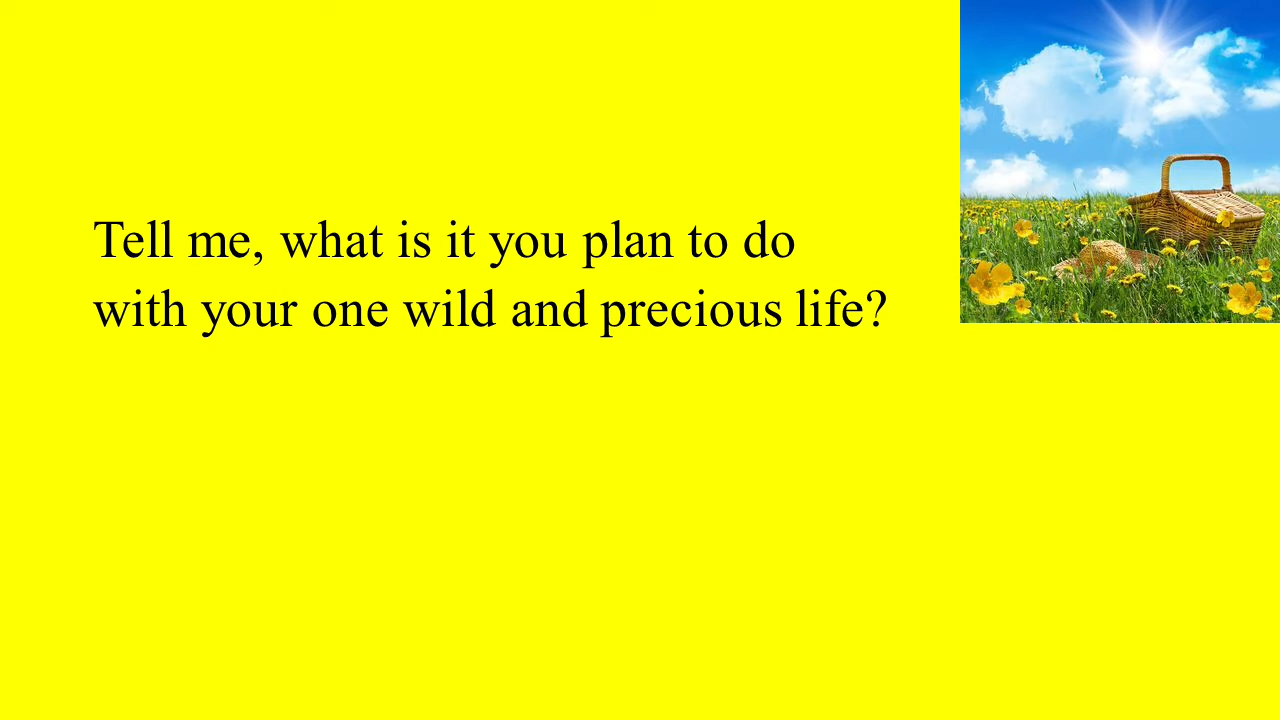 Tell me, what is it you plan to do
with your one wild and precious life?